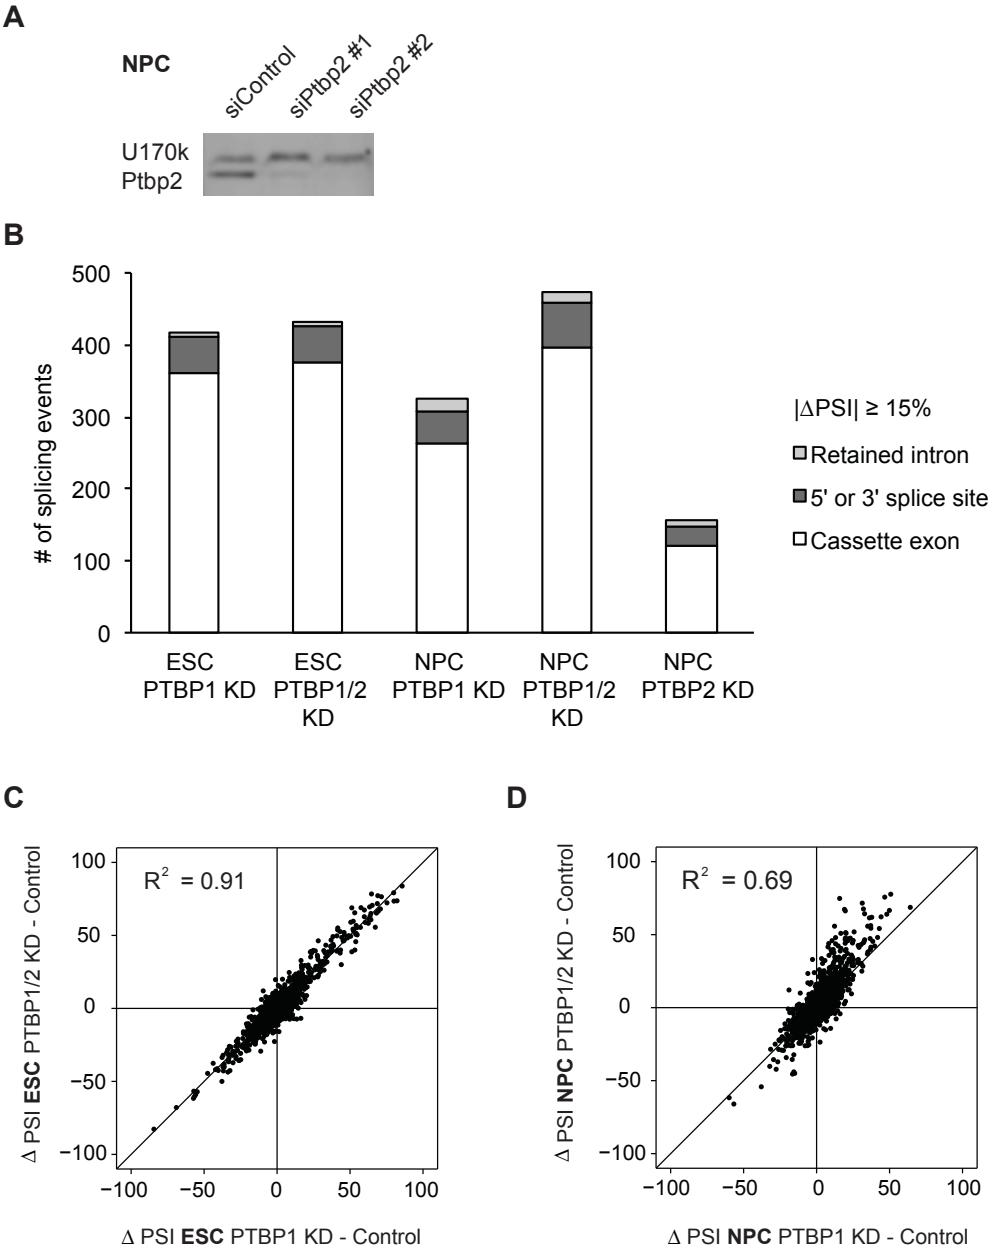 A
NPC
siControl
siPtbp2 #1
siPtbp2 #2
U170k
Ptbp2
B
# of splicing events
500
400
300
200
100
0
ESC
PTBP1 KD
ESC
PTBP1/2
KD
NPC
PTBP1 KD
NPC
PTBP1/2
KD
NPC
PTBP2 KD
|ΔPSI| ≥ 15%
Retained intron
5' or 3' splice site
Cassette exon
C
Δ PSI ESC PTBP1/2 KD - Control
R² = 0.91
100
50
0
−50
−100
−100 −50 0 50 100
Δ PSI ESC PTBP1 KD - Control
D
Δ PSI NPC PTBP1/2 KD - Control
R² = 0.69
100
50
0
−50
−100
−100 −50 0 50 100
Δ PSI NPC PTBP1 KD - Control